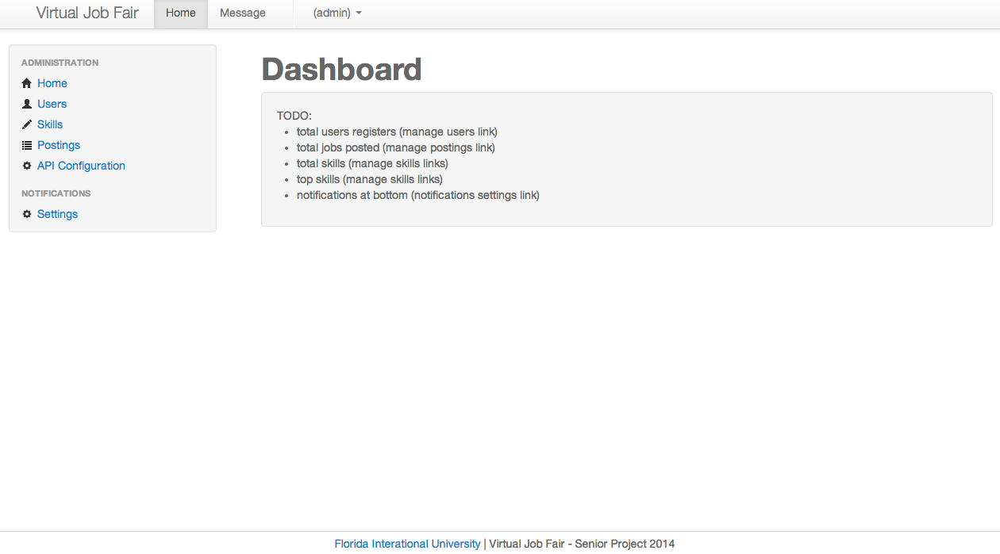 Virtual Job Fair Home Message (admin)
ADMINISTRATION
Home
Users
Skills
Postings
API Configuration
NOTIFICATIONS
Settings
Dashboard
TODO:
• total users registers (manage users link)
• total jobs posted (manage postings link)
• total skills (manage skills links)
• top skills (manage skills links)
• notifications at bottom (notifications settings link)
Florida Interational University | Virtual Job Fair - Senior Project 2014